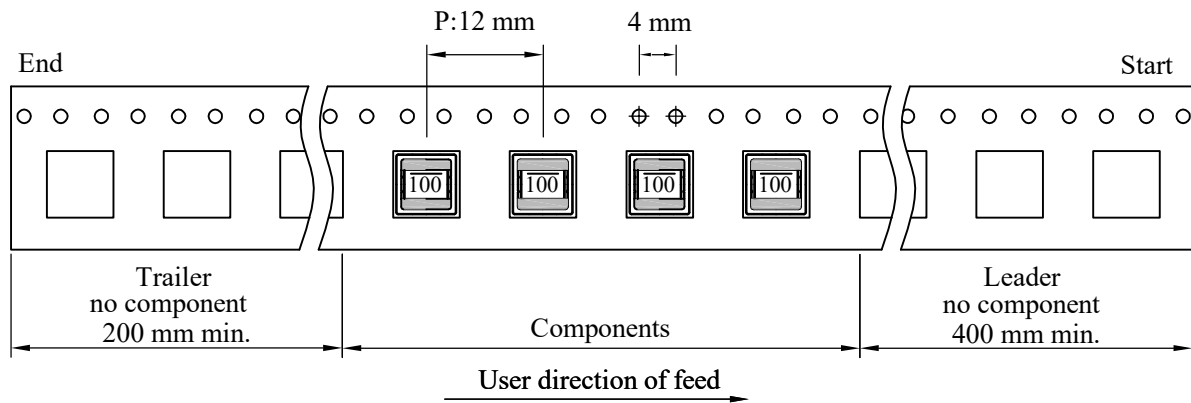 P:12 mm
4 mm
End
Start
100
100
100
100
Trailer
no component
200 mm min.
Components
Leader
no component
400 mm min.
User direction of feed